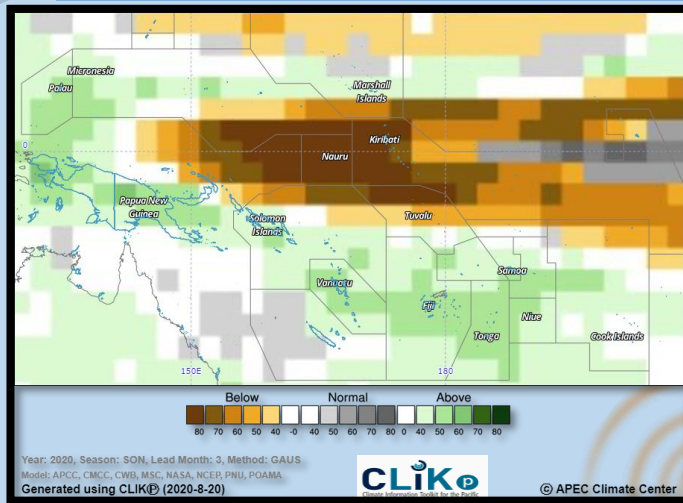 Micronesia
Palau
Marshall
Islands
0
Kiribati
Nauru
Papua New
Guinea
Solomon
Islands
Tuvalu
Samoa
Vanuatu
Fiji
Niue
Tonga
Cook Islands
150E
180
Below Normal Above
80 70 60 50 40 -0 40 50 60 70 80 0 40 50 60 70 80
Year: 2020, Season: SON, Lead Month: 3, Method: GAUS
Model: APCC, CMCC, CWB, MSC, NASA, NCEP, PNU, POAMA
Generated using CLIKⓅ (2020-8-20)
CLiKP
Climate Information Toolkit for the Pacific
© APEC Climate Center